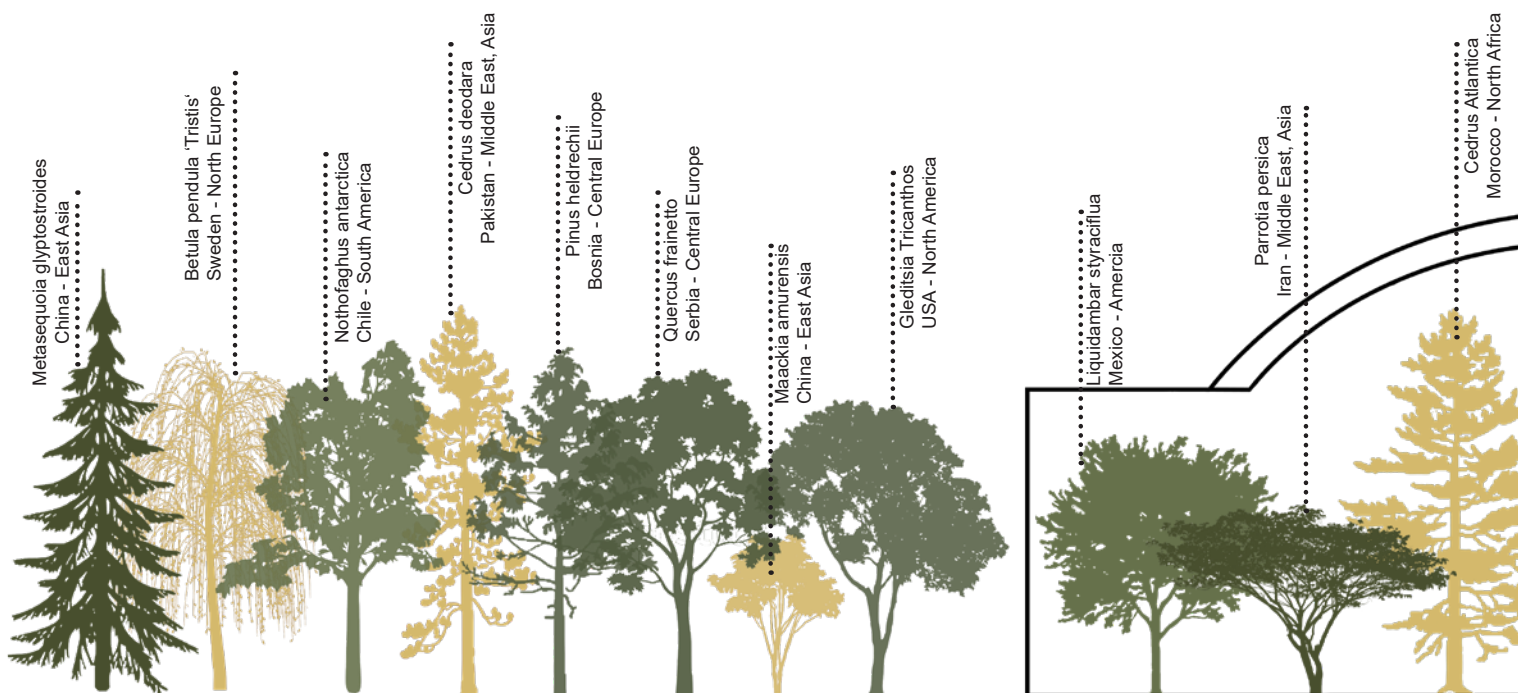 Metasequoia glyptostroides
China - East Asia
Betula pendula ‘Tristis‘
Sweden - North Europe
Nothofaghus antarctica
Chile - South America
Cedrus deodara
Pakistan - Middle East, Asia
Pinus heldrechii
Bosnia - Central Europe
Quercus frainetto
Serbia - Central Europe
Maackia amurensis
China - East Asia
Gleditsia Tricanthos
USA - North America
Liquidambar styraciflua
Mexico - Amercia
Parrotia persica
Iran - Middle East, Asia
Cedrus Atlantica
Morocco - North Africa